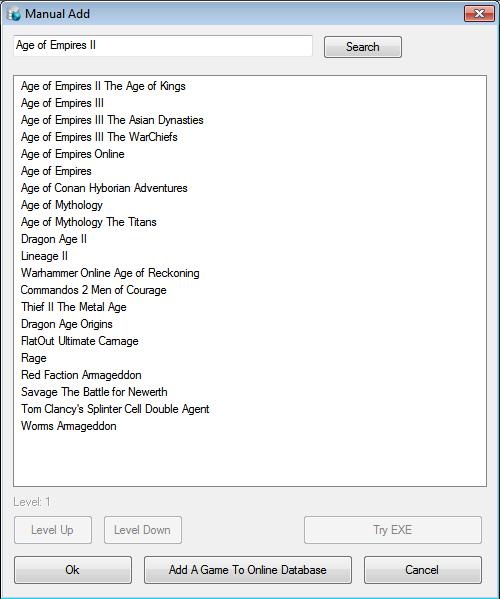 Manual Add
Age of Empires II
Search
Age of Empires II The Age of Kings
Age of Empires III
Age of Empires III The Asian Dynasties
Age of Empires III The WarChiefs
Age of Empires Online
Age of Empires
Age of Conan Hyborian Adventures
Age of Mythology
Age of Mythology The Titans
Dragon Age II
Lineage II
Warhammer Online Age of Reckoning
Commandos 2 Men of Courage
Thief II The Metal Age
Dragon Age Origins
FlatOut Ultimate Carnage
Rage
Red Faction Armageddon
Savage The Battle for Newerth
Tom Clancy's Splinter Cell Double Agent
Worms Armageddon
Level: 1
Level Up Level Down Try EXE
Ok Add A Game To Online Database Cancel